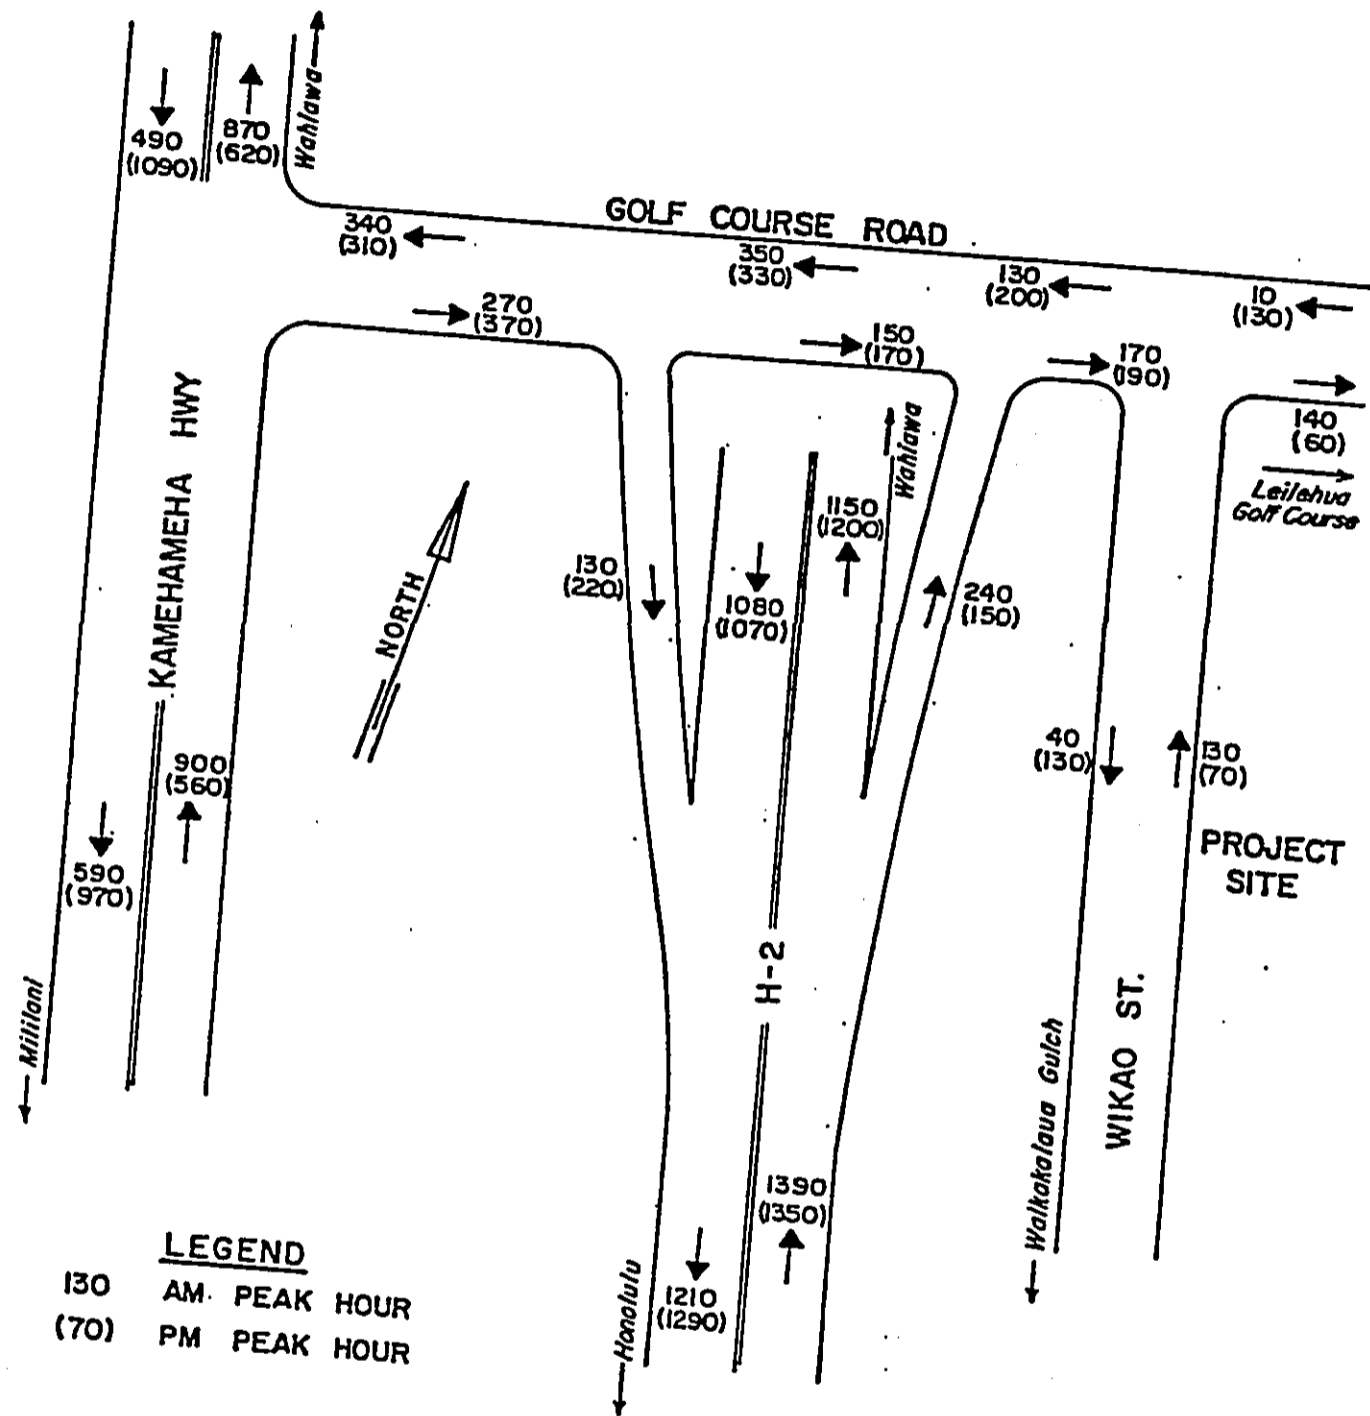 490
(1090)
870
(620)
Wahiawa
GOLF COURSE ROAD
340
(310)
350
(330)
130
(200)
10
(130)
270
(370)
150
(170)
170
(190)
140
(60)
Leilehua
Golf Course
KAMEHAMEHA HWY
NORTH
Wahiawa
130
(220)
1080
(1070)
1150
(1200)
240
(150)
40
(130)
130
(70)
PROJECT
SITE
900
(560)
590
(970)
Mililani
H-2
Waikakalaua Gulch
WIKAO ST.
1390
(1350)
1210
(1290)
Honolulu
LEGEND
130 AM PEAK HOUR
(70) PM PEAK HOUR